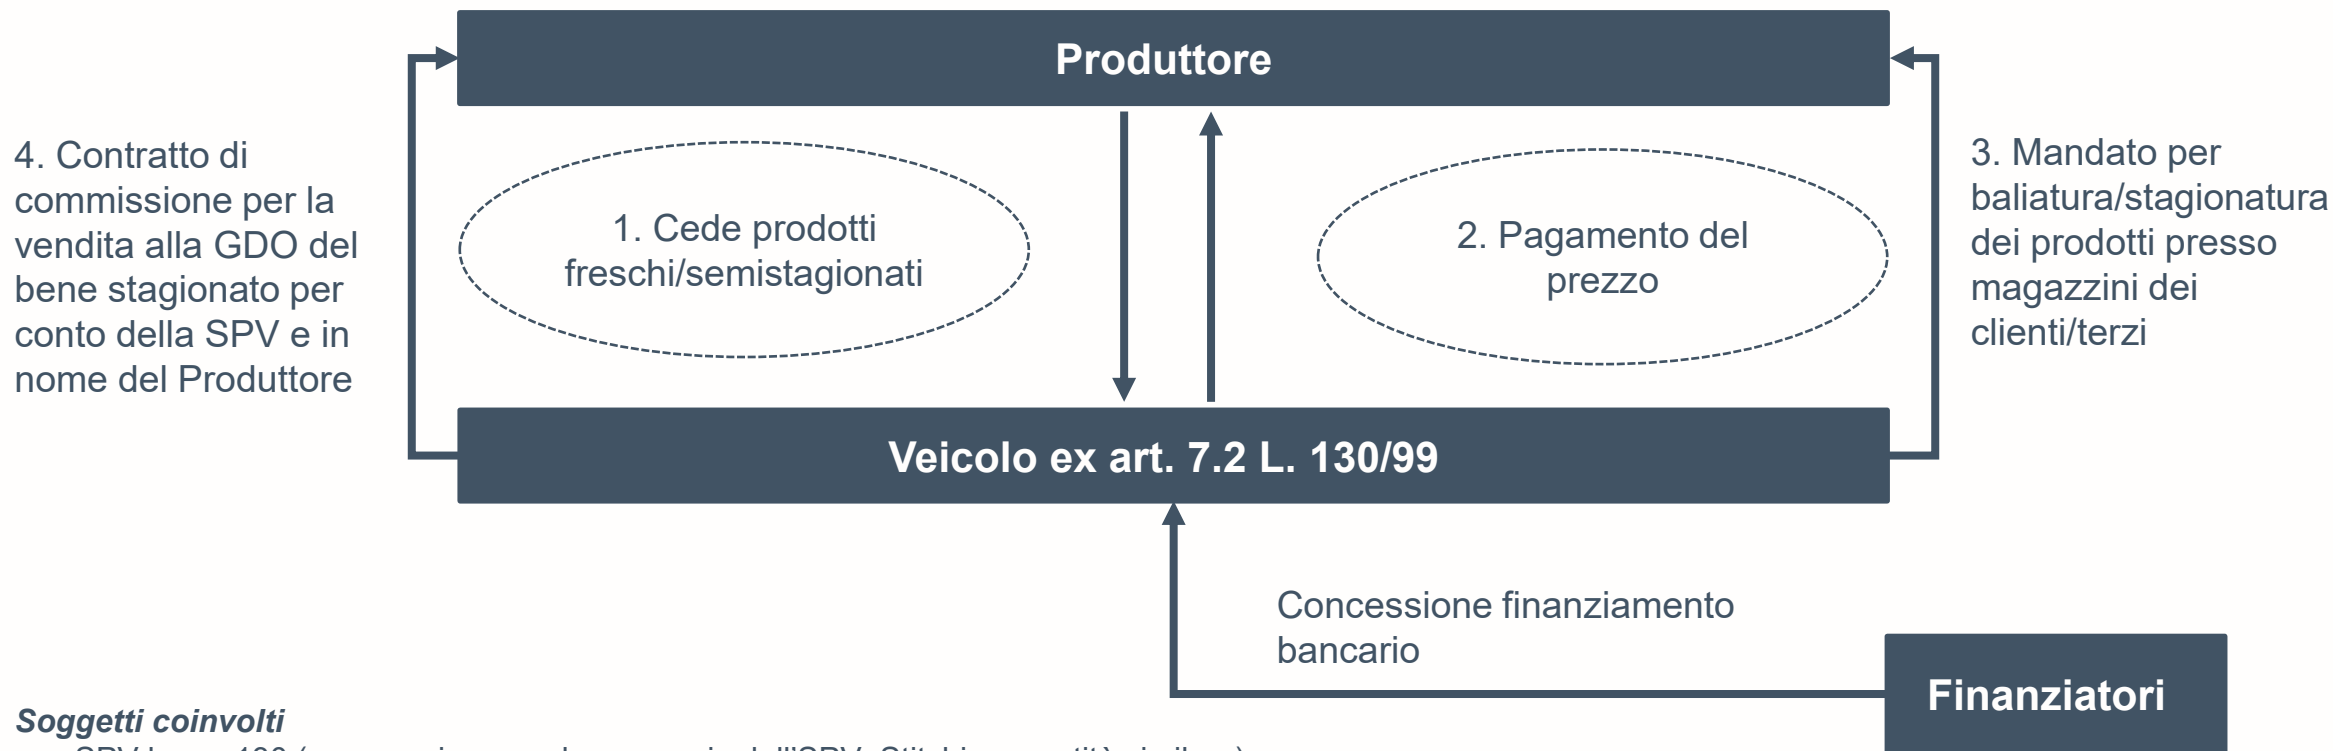 Produttore
4. Contratto di
commissione per la
vendita alla GDO del
bene stagionato per
conto della SPV e in
nome del Produttore
1. Cede prodotti
freschi/semistagionati
2. Pagamento del
prezzo
3. Mandato per
baliatura/stagionatura
dei prodotti presso
magazzini dei
clienti/terzi
Veicolo ex art. 7.2 L. 130/99
Concessione finanziamento
bancario
Finanziatori
Soggetti coinvolti